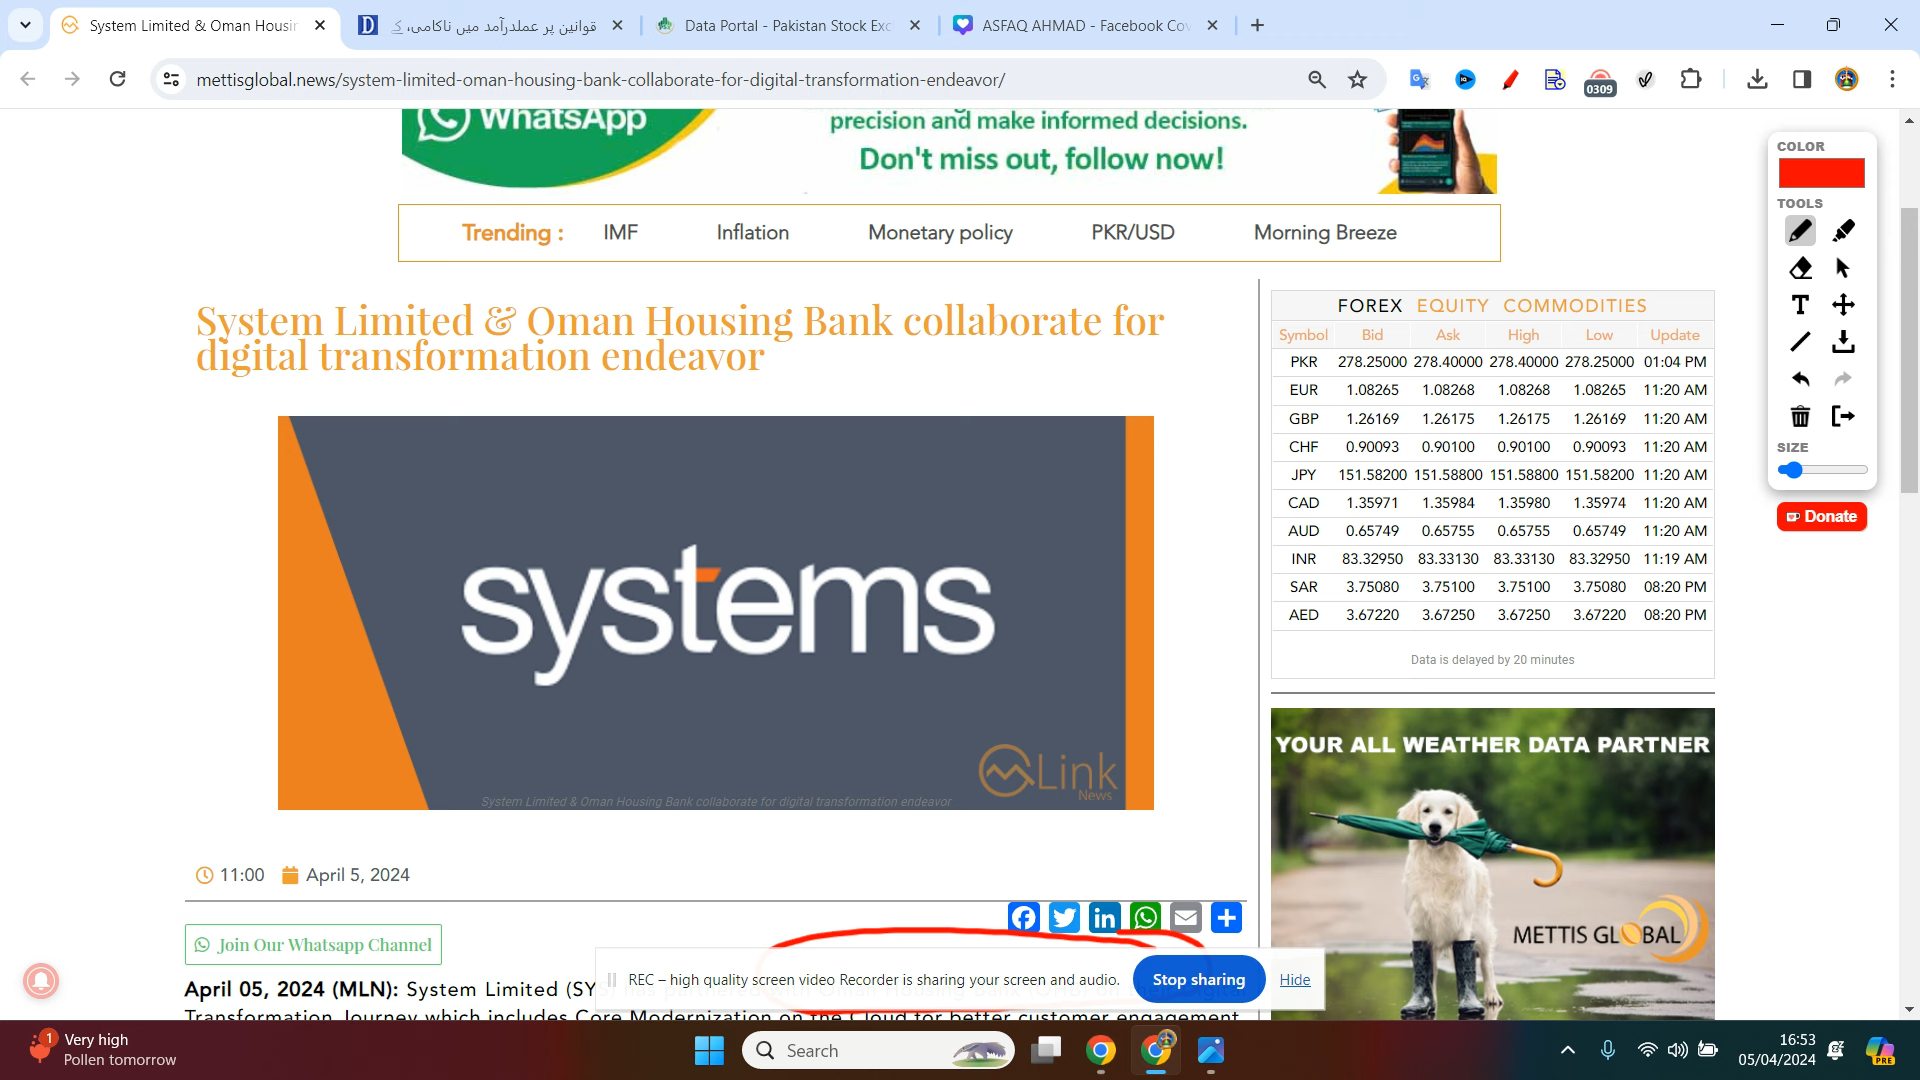 System Limited & Oman Housin
قوانین پر عملدرآمد میں ناکامی، کے
Data Portal - Pakistan Stock Exc
ASFAQ AHMAD - Facebook Cov
mettisglobal.news/system-limited-oman-housing-bank-collaborate-for-digital-transformation-endeavor/
0309
WhatsApp
precision and make informed decisions.
Don't miss out, follow now!
Trending : IMF Inflation Monetary policy PKR/USD Morning Breeze
System Limited & Oman Housing Bank collaborate for
digital transformation endeavor
systems
Link
News
System Limited & Oman Housing Bank collaborate for digital transformation endeavor
11:00 April 5, 2024
Join Our Whatsapp Channel
April 05, 2024 (MLN): System Limited (SYS
Transformation Journey which includes Core Modernization on the Cloud for better customer engagement
REC – high quality screen video Recorder is sharing your screen and audio.
Stop sharing
Hide
FOREX EQUITY COMMODITIES
Symbol Bid Ask High Low Update
PKR 278.25000 278.40000 278.40000 278.25000 01:04 PM
EUR 1.08265 1.08268 1.08268 1.08265 11:20 AM
GBP 1.26169 1.26175 1.26175 1.26169 11:20 AM
CHF 0.90093 0.90100 0.90100 0.90093 11:20 AM
JPY 151.58200 151.58800 151.58800 151.58200 11:20 AM
CAD 1.35971 1.35984 1.35980 1.35974 11:20 AM
AUD 0.65749 0.65755 0.65755 0.65749 11:20 AM
INR 83.32950 83.33130 83.33130 83.32950 11:19 AM
SAR 3.75080 3.75100 3.75100 3.75080 08:20 PM
AED 3.67220 3.67250 3.67250 3.67220 08:20 PM
Data is delayed by 20 minutes
YOUR ALL WEATHER DATA PARTNER
METTIS GLOBAL
COLOR
TOOLS
SIZE
Donate
1
Very high
Pollen tomorrow
Search
16:53
05/04/2024
PRE